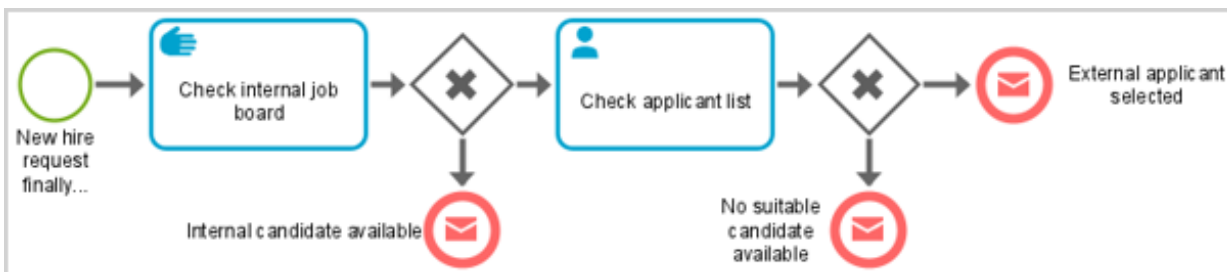 New hire
request
finally...
Check internal job
board
Internal candidate available
Check applicant list
No suitable
candidate
available
External applicant
selected